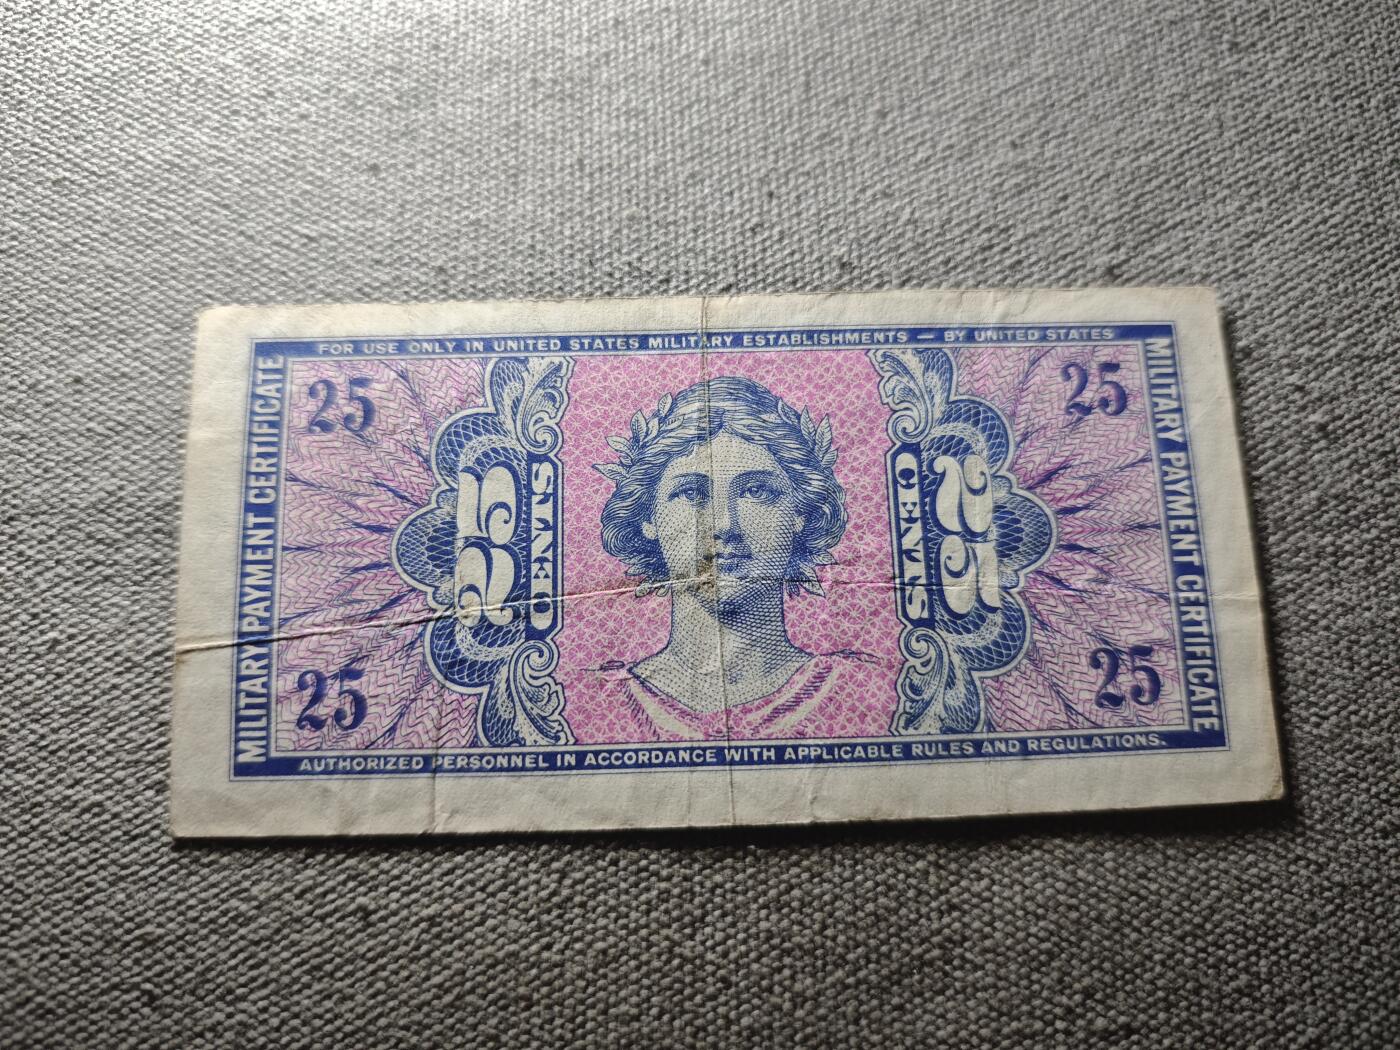 FOR USE ONLY IN UNITED STATES MILITARY ESTABLISHMENTS — BY UNITED STATES
MILITARY PAYMENT CERTIFICATE
25
25
25
CENTS
25
CENTS
25
25
MILITARY PAYMENT CERTIFICATE
AUTHORIZED PERSONNEL IN ACCORDANCE WITH APPLICABLE RULES AND REGULATIONS.